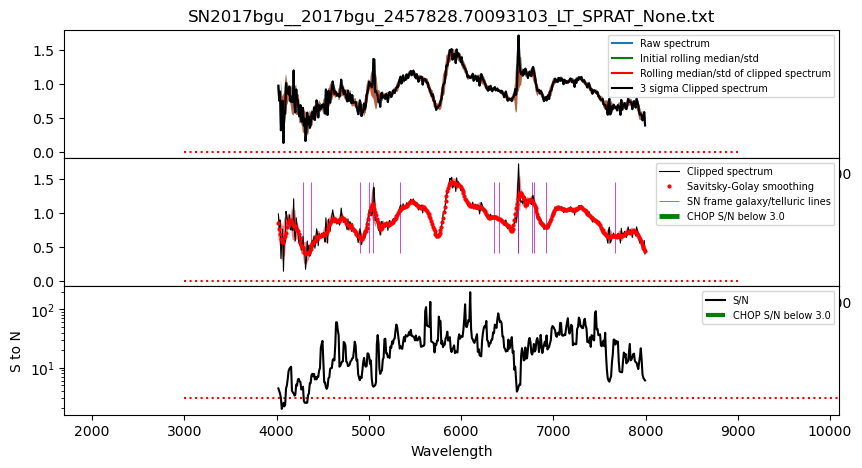 SN2017bgu__2017bgu_2457828.70093103_LT_SPRAT_None.txt
1.5
1.0
0.5
0.0
Raw spectrum
Initial rolling median/std
Rolling median/std of clipped spectrum
3 sigma Clipped spectrum
00
1.5
1.0
0.5
0.0
Clipped spectrum
Savitsky-Golay smoothing
SN frame galaxy/telluric lines
CHOP S/N below 3.0
00
S to N
10²
10¹
S/N
CHOP S/N below 3.0
2000 3000 4000 5000 6000 7000 8000 9000 10000
Wavelength